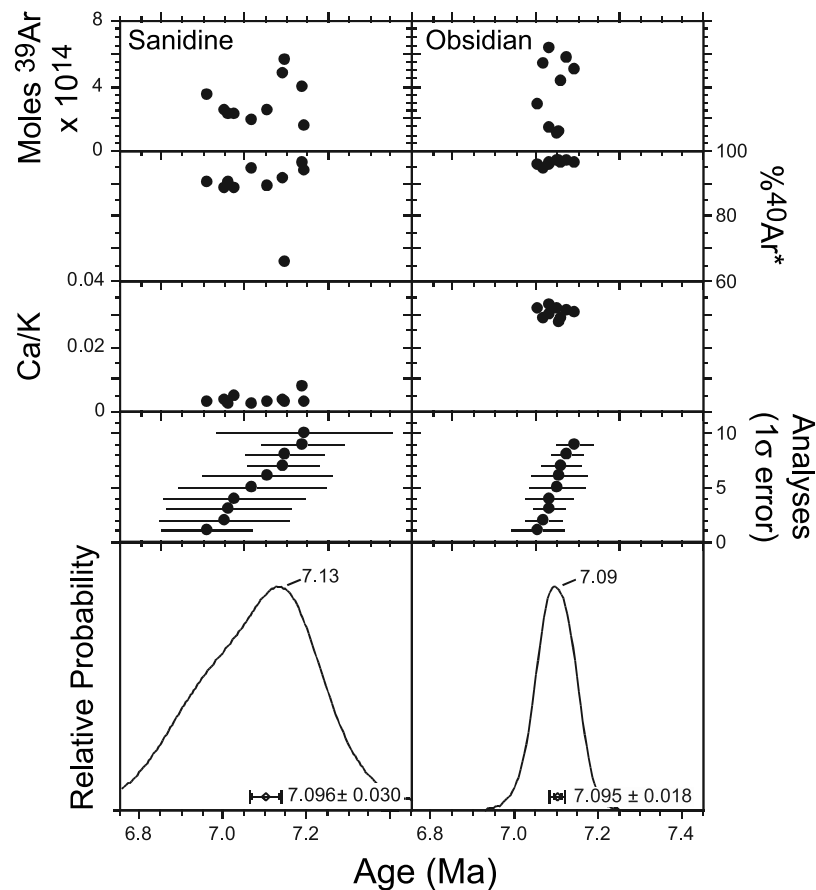 Sanidine
Obsidian
Moles ³⁹Ar
x 10¹⁴
8
4
0
100
80
60
%⁴⁰Ar*
0.04
0.02
0
Ca/K
10
5
0
Analyses
(1σ error)
Relative Probability
7.13
7.09
7.096± 0.030
7.095 ± 0.018
6.8 7.0 7.2 6.8 7.0 7.2 7.4
Age (Ma)